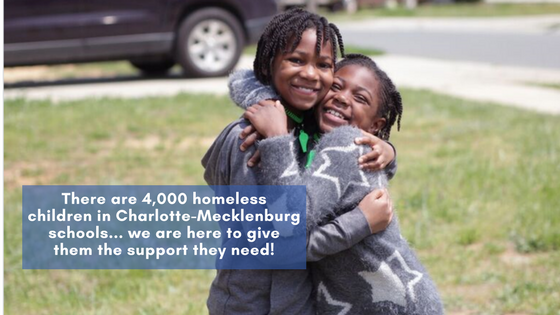 There are 4,000 homeless
children in Charlotte-Mecklenburg
schools... we are here to give
them the support they need!